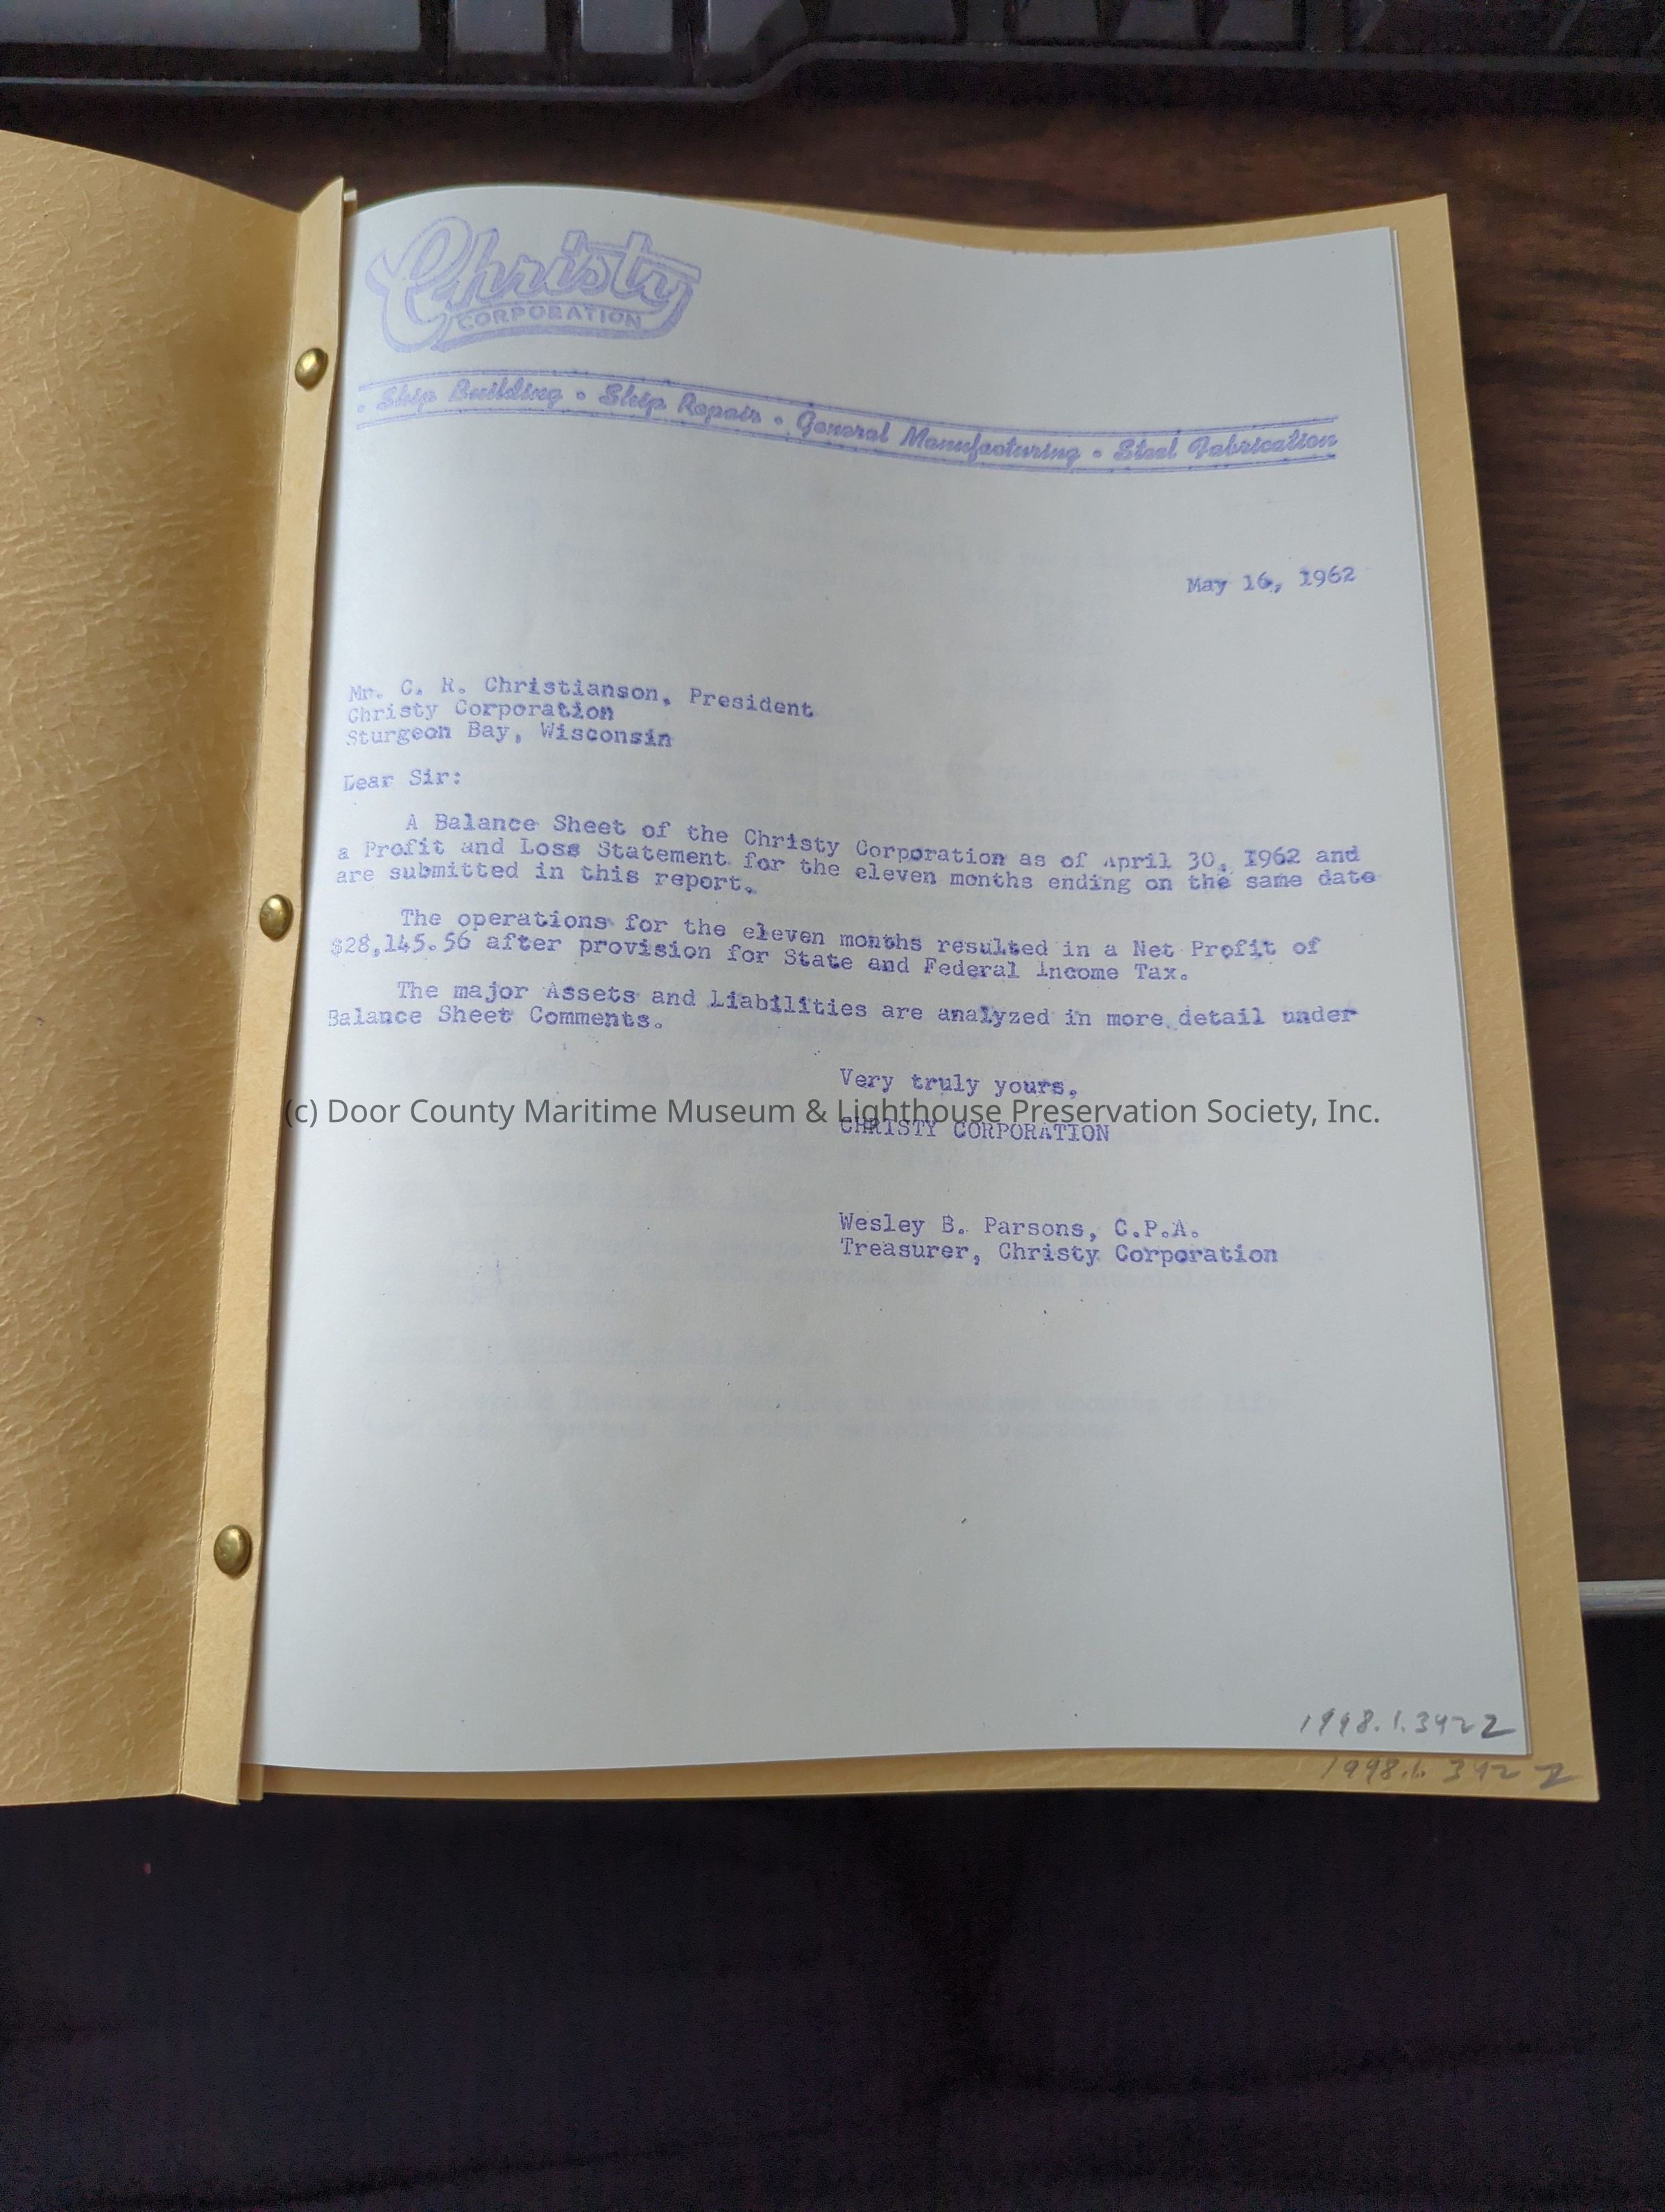 Christy
CORPORATION
• Ship Building • Ship Repair • General Manufacturing • Steel Fabrication
May 16, 1962
Mr. C. R. Christianson, President
Christy Corporation
Sturgeon Bay, Wisconsin
Dear Sir:
A Balance Sheet of the Christy Corporation as of April 30, 1962 and
a Profit and Loss Statement for the eleven months ending on the same date
are submitted in this report.
The operations for the eleven months resulted in a Net Profit of
$28,145.56 after provision for State and Federal Income Tax.
The major Assets and Liabilities are analyzed in more detail under
Balance Sheet Comments.
Very truly yours,
(c) Door County Maritime Museum & Lighthouse Preservation Society, Inc.
CHRISTY CORPORATION
Wesley B. Parsons, C.P.A.
Treasurer, Christy Corporation
1998.1.3422
1998.1.3422